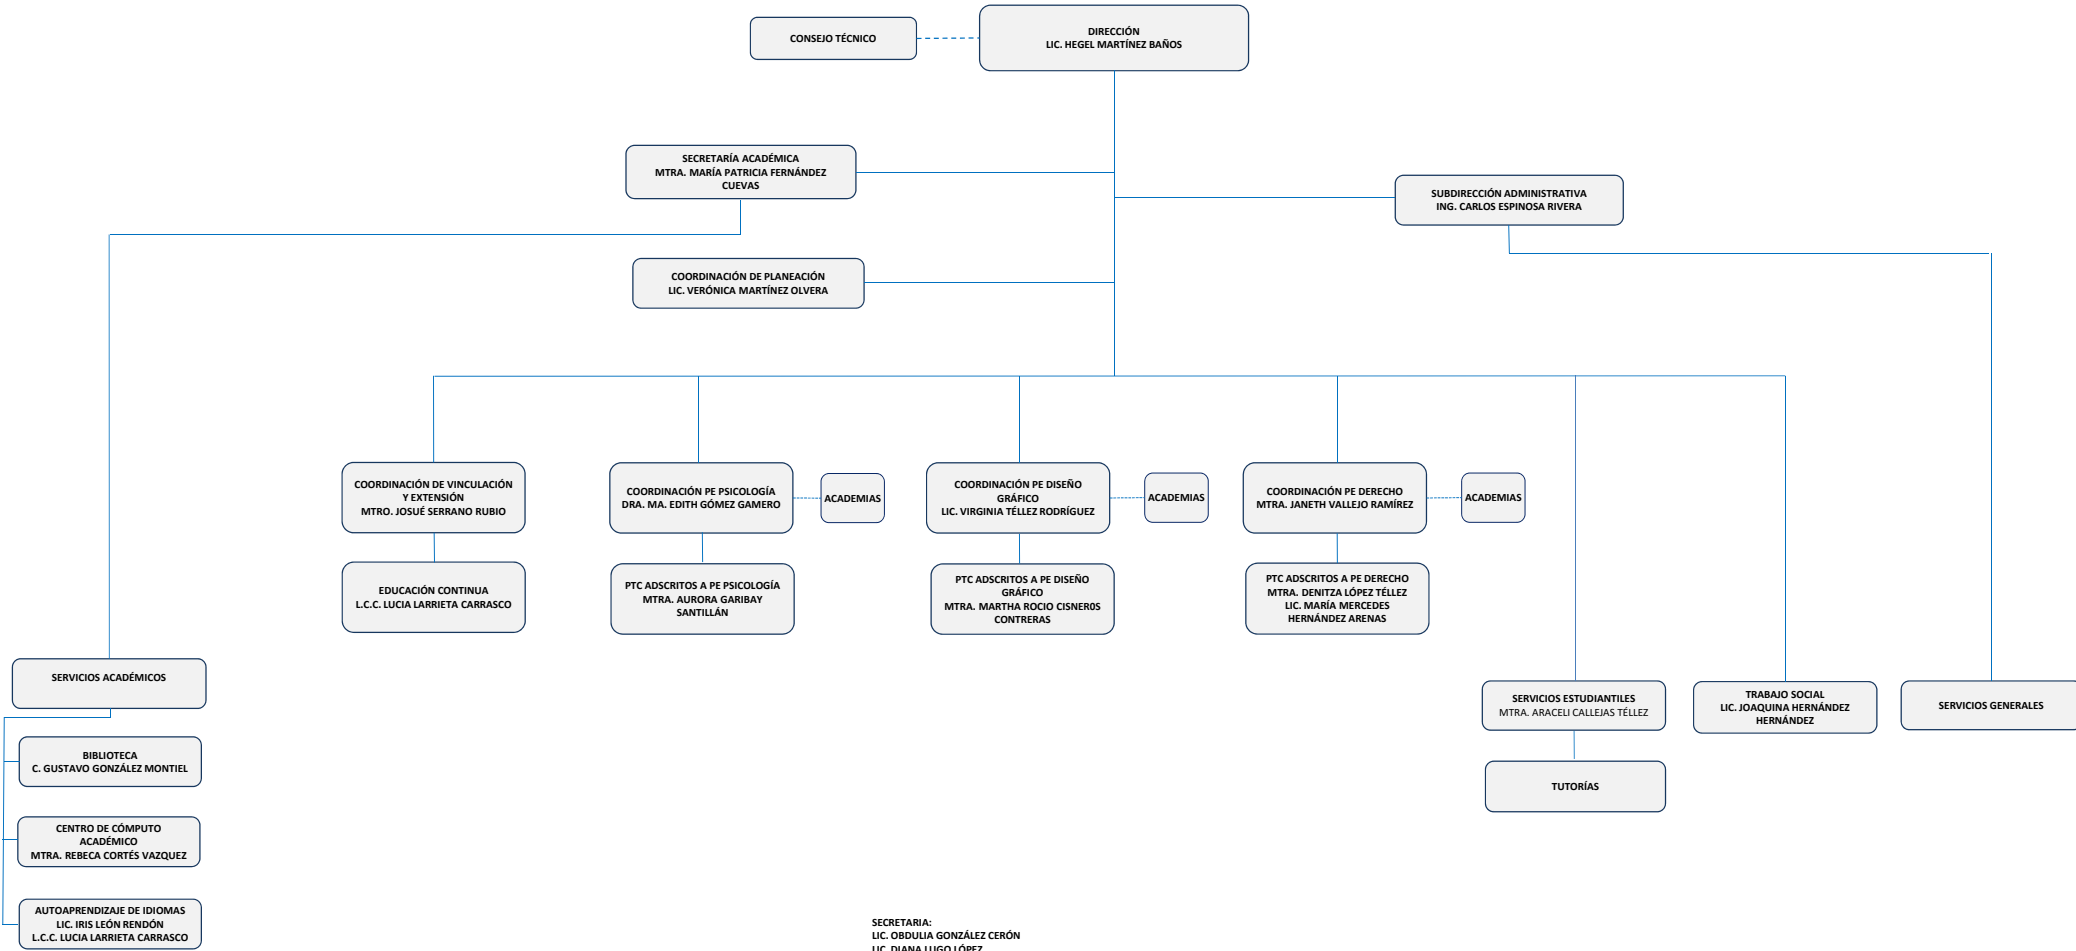 CONSEJO TÉCNICO
DIRECCIÓN
LIC. HEGEL MARTÍNEZ BAÑOS
SECRETARÍA ACADÉMICA
MTRA. MARÍA PATRICIA FERNÁNDEZ
CUEVAS
SUBDIRECCIÓN ADMINISTRATIVA
ING. CARLOS ESPINOSA RIVERA
COORDINACIÓN DE PLANEACIÓN
LIC. VERÓNICA MARTÍNEZ OLVERA
COORDINACIÓN DE VINCULACIÓN
Y EXTENSIÓN
MTRO. JOSUÉ SERRANO RUBIO
COORDINACIÓN PE PSICOLOGÍA
DRA. MA. EDITH GÓMEZ GAMERO
ACADEMIAS
COORDINACIÓN PE DISEÑO
GRÁFICO
LIC. VIRGINIA TÉLLEZ RODRÍGUEZ
ACADEMIAS
COORDINACIÓN PE DERECHO
MTRA. JANETH VALLEJO RAMÍREZ
ACADEMIAS
EDUCACIÓN CONTINUA
L.C.C. LUCIA LARRIETA CARRASCO
PTC ADSCRITOS A PE PSICOLOGÍA
MTRA. AURORA GARIBAY
SANTILLÁN
PTC ADSCRITOS A PE DISEÑO
GRÁFICO
MTRA. MARTHA ROCIO CISNER0S
CONTRERAS
PTC ADSCRITOS A PE DERECHO
MTRA. DENITZA LÓPEZ TÉLLEZ
LIC. MARÍA MERCEDES
HERNÁNDEZ ARENAS
SERVICIOS ACADÉMICOS
SERVICIOS ESTUDIANTILES
MTRA. ARACELI CALLEJAS TÉLLEZ
TRABAJO SOCIAL
LIC. JOAQUINA HERNÁNDEZ
HERNÁNDEZ
SERVICIOS GENERALES
BIBLIOTECA
C. GUSTAVO GONZÁLEZ MONTIEL
TUTORÍAS
CENTRO DE CÓMPUTO
ACADÉMICO
MTRA. REBECA CORTÉS VAZQUEZ
AUTOAPRENDIZAJE DE IDIOMAS
LIC. IRIS LEÓN RENDÓN
L.C.C. LUCIA LARRIETA CARRASCO
SECRETARIA:
LIC. OBDULIA GONZÁLEZ CERÓN
LIC. DIANA LUGO LÓPEZ